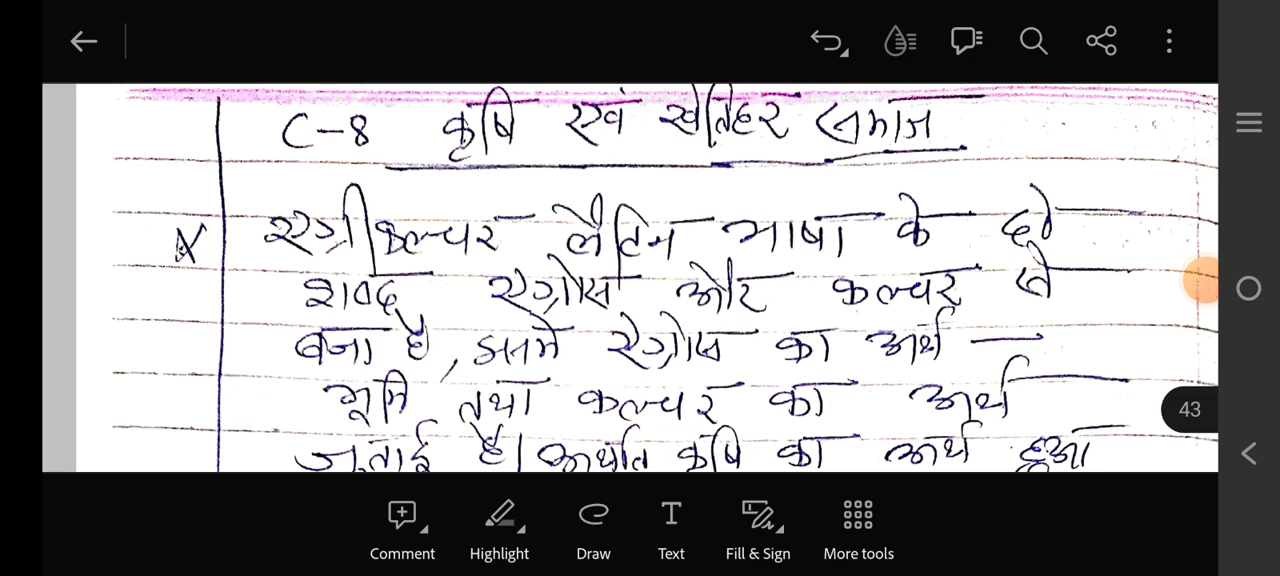 C-8 कृषि एवं खेतिहर समाज
एग्रीकल्चर लैटिन भाषा के दो
शब्द एग्रोस और कल्चर से
बना है, इसमे ऐग्रोस का अर्थ —
भूमि तथा कल्चर का अर्थ
जुताई है। अर्थात कृषि का अर्थ हुआ
43
Comment Highlight Draw Text Fill & Sign More tools